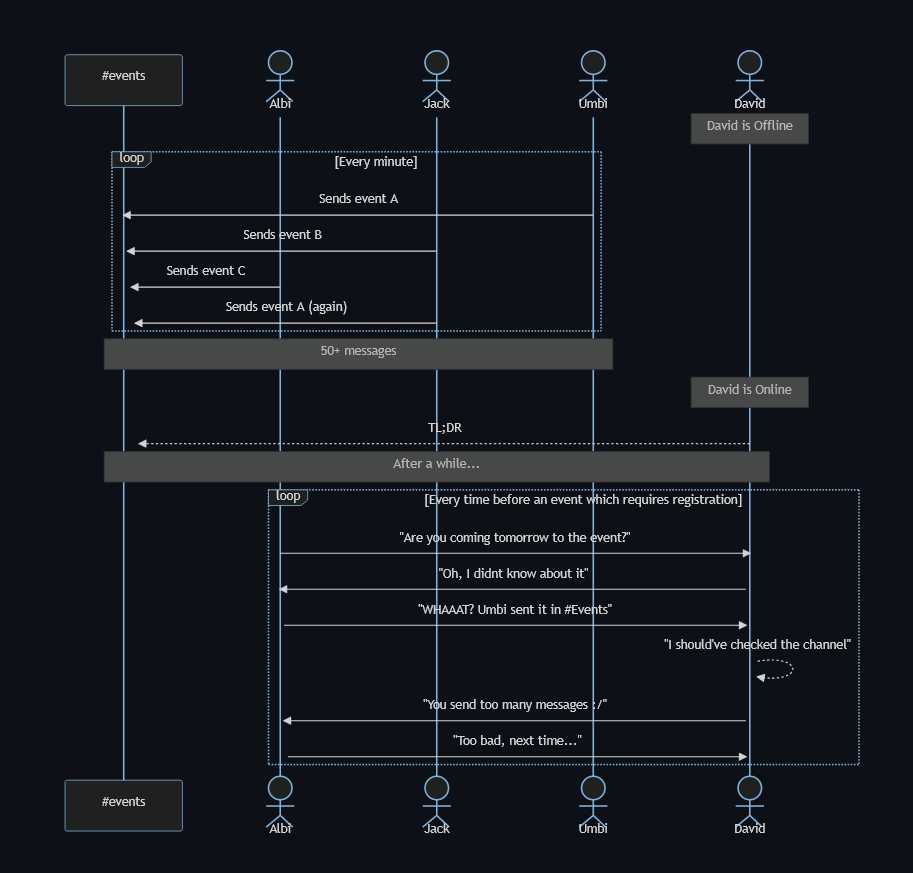 #events
Albi
Jack
Umbi
David
David is Offline
loop
[Every minute]
Sends event A
Sends event B
Sends event C
Sends event A (again)
50+ messages
David is Online
TL;DR
After a while...
loop
[Every time before an event which requires registration]
"Are you coming tomorrow to the event?"
"Oh, I didnt know about it"
"WHAAAT? Umbi sent it in #Events"
"I should've checked the channel"
"You send too many messages :/"
"Too bad, next time..."
#events
Albi
Jack
Umbi
David